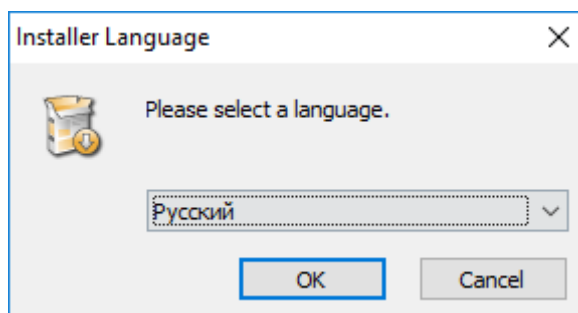 Installer Language
Please select a language.
Русский
OK
Cancel